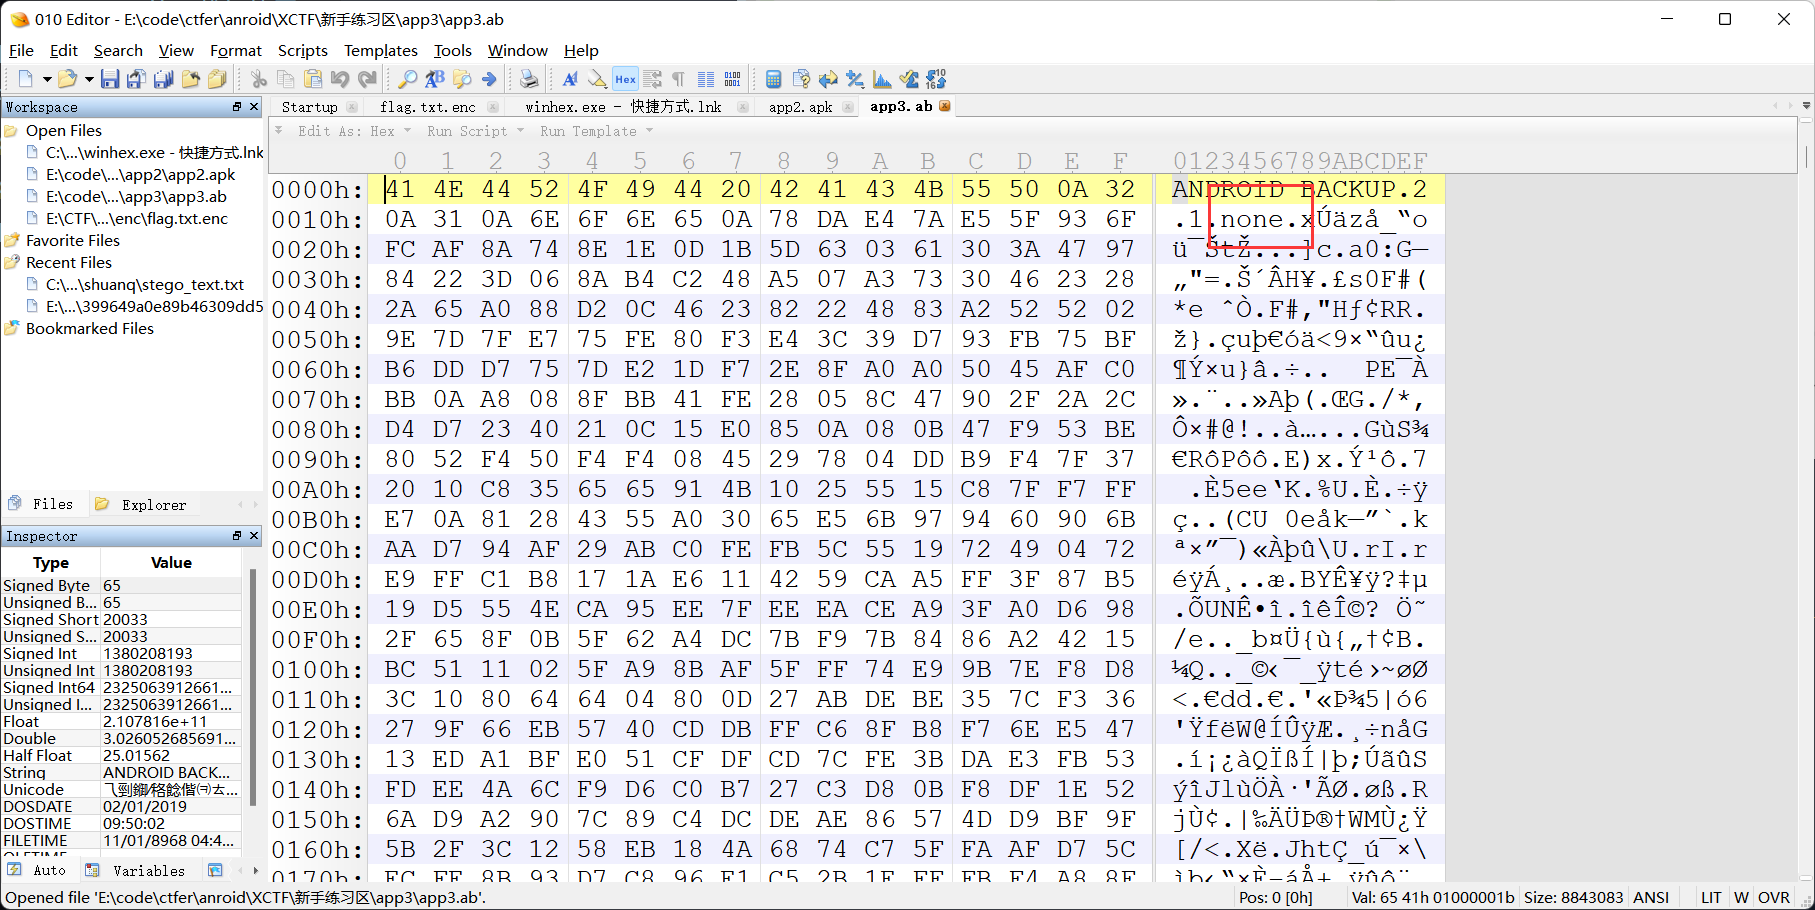 010 Editor - E:\code\ctfer\anroid\XCTF\新手练习区\app3\app3.ab
File Edit Search View Format Scripts Templates Tools Window Help
Workspace
Startup flag.txt.enc winhex.exe - 快捷方式.lnk app2.apk app3.ab
Open Files
C:\...\winhex.exe - 快捷方式.lnk
E:\code\...\app2\app2.apk
E:\code\...\app3\app3.ab
E:\CTF\...\enc\flag.txt.enc
Favorite Files
Recent Files
C:\...\shuanq\stego_text.txt
E:\...\399649a0e89b46309dd5
Bookmarked Files
Files Explorer
Edit As: Hex Run Script Run Template
0 1 2 3 4 5 6 7 8 9 A B C D E F 0123456789ABCDEF
0000h: 41 4E 44 52 4F 49 44 20 42 41 43 4B 55 50 0A 32 ANDROID BACKUP.2
0010h: 0A 31 0A 6E 6F 6E 65 0A 78 DA E4 7A E5 5F 93 6F .1.none.xÚäzå_“o
0020h: FC AF 8A 74 8E 1E 0D 1B 5D 63 03 61 30 3A 47 97 ü¯ŠtŽ...]c.a0:G—
0030h: 84 22 3D 06 8A B4 C2 48 A5 07 A3 73 30 46 23 28 „"=.Š´ÂH¥.£s0F#(
0040h: 2A 65 A0 88 D2 0C 46 23 82 22 48 83 A2 52 52 02 *e ˆÒ.F#‚"Hƒ¢RR.
0050h: 9E 7D 7F E7 75 FE 80 F3 E4 3C 39 D7 93 FB 75 BF ž}.çuþ€óä<9×“ûu¿
0060h: B6 DD D7 75 7D E2 1D F7 2E 8F A0 A0 50 45 AF C0 ¶Ý×u}â.÷..  PE¯À
0070h: BB 0A A8 08 8F BB 41 FE 28 05 8C 47 90 2F 2A 2C ».¨..»Aþ(.ŒG./*,
0080h: D4 D7 23 40 21 0C 15 E0 85 0A 08 0B 47 F9 53 BE Ô×#@!..à…...GùS¾
0090h: 80 52 F4 50 F4 F4 08 45 29 78 04 DD B9 F4 7F 37 €RôPôô.E)x.Ý¹ô.7
00A0h: 20 10 C8 35 65 65 91 4B 10 25 55 15 C8 7F F7 FF  .È5ee‘K.%U.È.÷ÿ
00B0h: E7 0A 81 28 43 55 A0 30 65 E5 6B 97 94 60 90 6B ç..(CU 0eåk—”`.k
00C0h: AA D7 94 AF 29 AB C0 FE FB 5C 55 19 72 49 04 72 ª×”¯)«Àþû\U.rI.r
00D0h: E9 FF C1 B8 17 1A E6 11 42 59 CA A5 FF 3F 87 B5 éÿÁ¸..æ.BYÊ¥ÿ?‡µ
00E0h: 19 D5 55 4E CA 95 EE 7F EE EA CE A9 3F A0 D6 98 .ÕUNÊ•î.îêÎ©? Ö˜
00F0h: 2F 65 8F 0B 5F 62 A4 DC 7B F9 7B 84 86 A2 42 15 /e.._b¤Ü{ù{„†¢B.
0100h: BC 51 11 02 5F A9 8B AF 5F FF 74 E9 9B 7E F8 D8 ¼Q.._©‹¯_ÿté›~øØ
0110h: 3C 10 80 64 64 04 80 0D 27 AB DE BE 35 7C F3 36 <.€dd.€.'«Þ¾5|ó6
0120h: 27 9F 66 EB 57 40 CD DB FF C6 8F B8 F7 6E E5 47 'ŸfëW@ÍÛÿÆ.¸÷nåG
0130h: 13 ED A1 BF E0 51 CF DF CD 7C FE 3B DA E3 FB 53 .í¡¿àQÏßÍ|þ;ÚãûS
0140h: FD EE 4A 6C F9 D6 C0 B7 27 C3 D8 0B F8 DF 1E 52 ýîJlùÖÀ·'ÃØ.øß.R
0150h: 6A D9 A2 90 7C 89 C4 DC DE AE 86 57 4D D9 BF 9F jÙ¢.|‰ÄÜÞ®†WMÙ¿Ÿ
0160h: 5B 2F 3C 12 58 EB 18 4A 68 74 C7 5F FA AF D7 5C [/<.Xë.JhtÇ_ú¯×\
Inspector
Type Value
Signed Byte 65
Unsigned B... 65
Signed Short 20033
Unsigned S... 20033
Signed Int 1380208193
Unsigned Int 1380208193
Signed Int64 2325063912661...
Unsigned I... 2325063912661...
Float 2.107816e+11
Double 3.026052685691...
Half Float 25.01562
String ANDROID BACK...
Unicode
DOSDATE 02/01/2019
DOSTIME 09:50:02
FILETIME 11/01/8968 04:4...
Auto Variables
Opened file 'E:\code\ctfer\anroid\XCTF\新手练习区\app3\app3.ab'. Pos: 0 [0h] Val: 65 41h 01000001b Size: 8843083 ANSI LIT W OVR